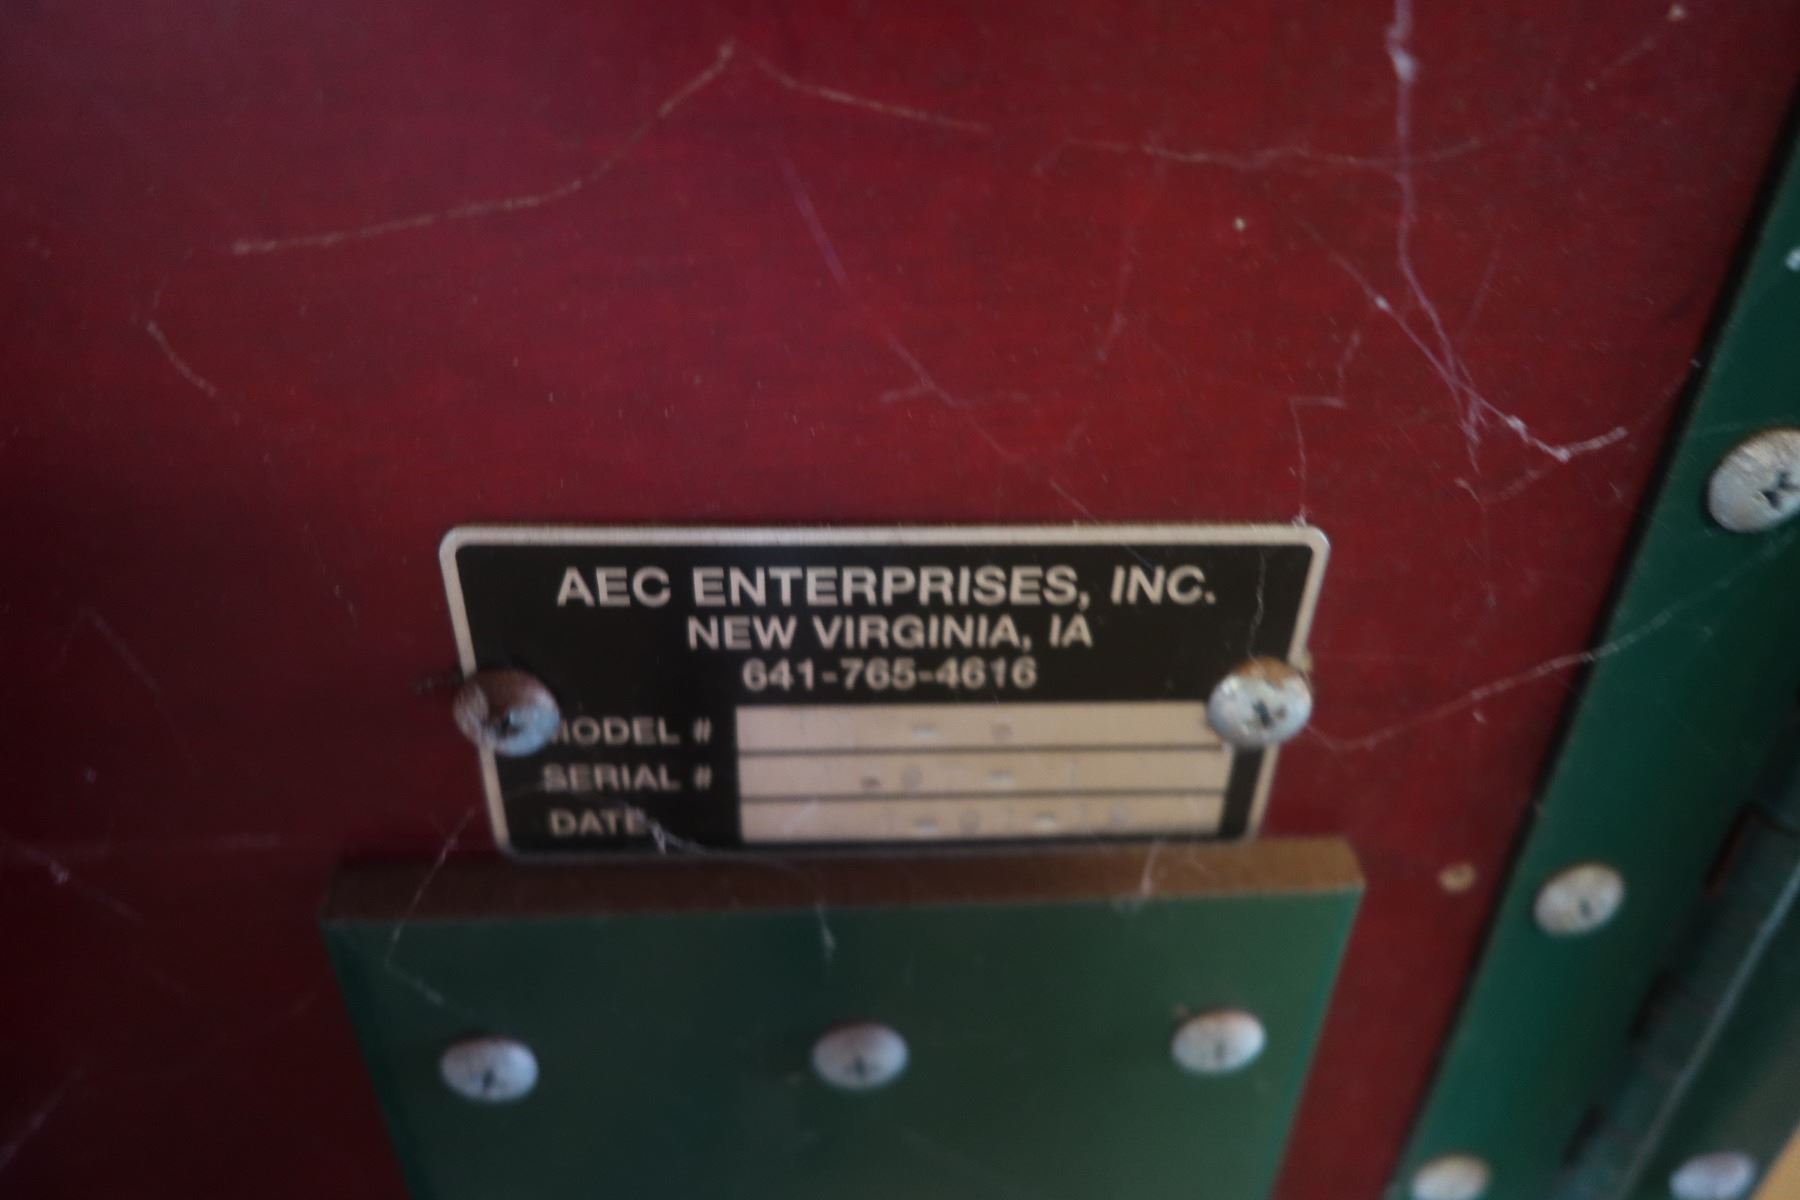 AEC ENTERPRISES, INC.
NEW VIRGINIA, IA
641-765-4616
MODEL #
SERIAL #
DATE